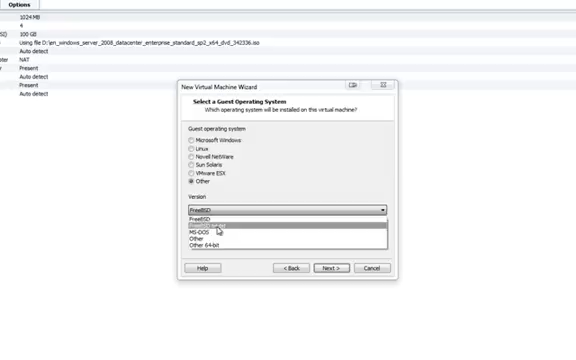 Options
1024 MB
4
100 GB
Using file D:\en_windows_server_2008_datacenter_enterprise_standard_sp2_x64_dvd_342336.iso
Auto detect
NAT
Present
Auto detect
Present
Auto detect
New Virtual Machine Wizard
Select a Guest Operating System
Which operating system will be installed on this virtual machine?
Guest operating system
Microsoft Windows
Linux
Novell NetWare
Sun Solaris
VMware ESX
Other
Version
FreeBSD
FreeBSD
FreeBSD 64-bit
MS-DOS
Other
Other 64-bit
Help
< Back
Next >
Cancel